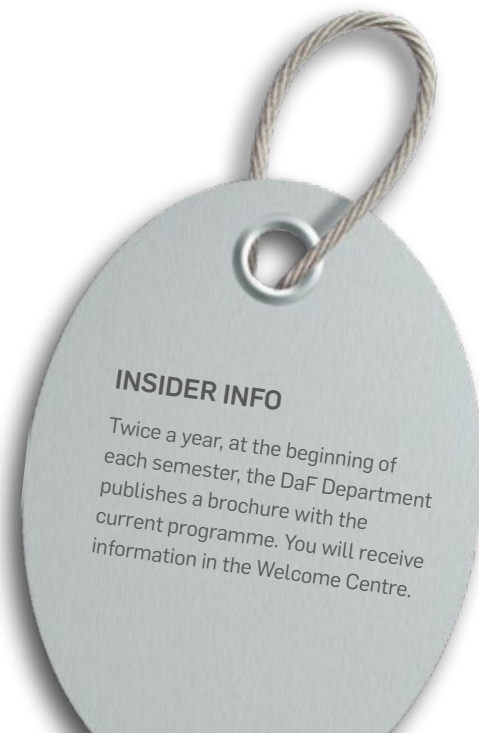 INSIDER INFO
Twice a year, at the beginning of
each semester, the DaF Department
publishes a brochure with the
current programme. You will receive
information in the Welcome Centre.